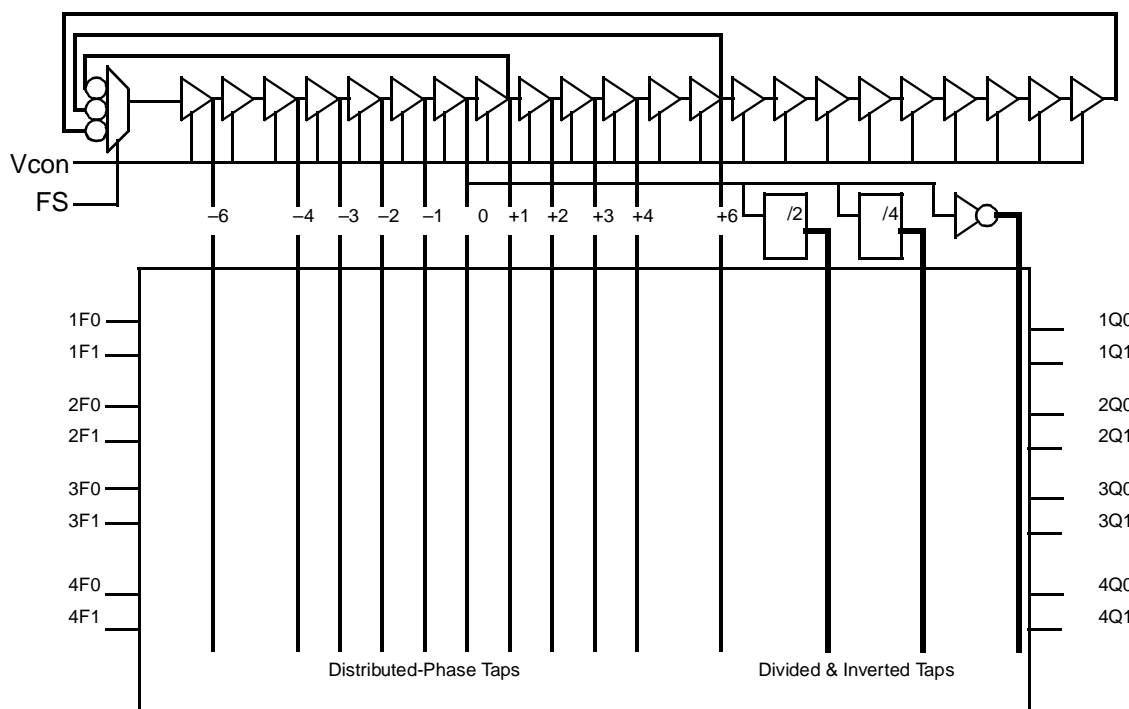 Vcon
FS
–6 –4 –3 –2 –1 0 +1 +2 +3 +4 +6 /2 /4
1F0 1Q0
1F1 1Q1
2F0 2Q0
2F1 2Q1
3F0 3Q0
3F1 3Q1
4F0 4Q0
4F1 4Q1
Distributed-Phase Taps Divided & Inverted Taps